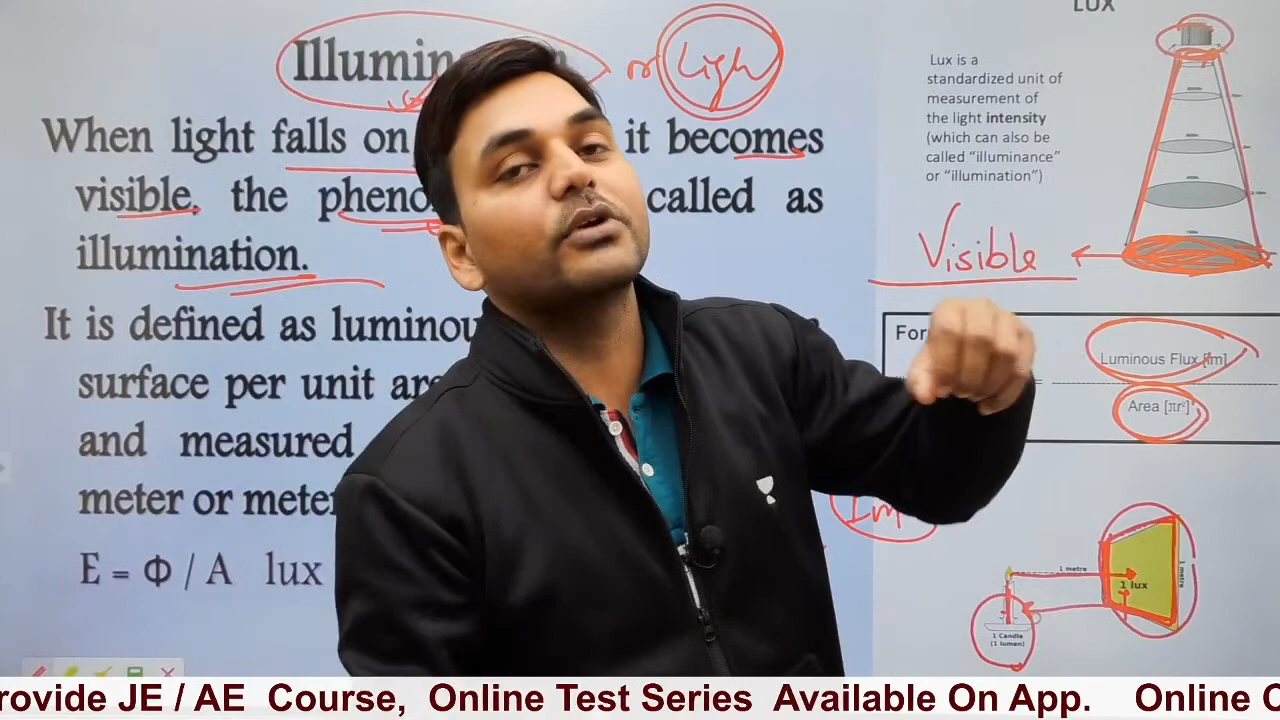 Illumin
or Ligh
When light falls on it becomes
visible. the pheno called as
illumination.
It is defined as luminou
surface per unit are
and measured
meter or meter
E = Φ / A lux
LUX
Lux is a
standardized unit of
measurement of
the light intensity
(which can also be
called “illuminance”
or “illumination”)
Visible
For
Luminous Flux [lm]
=
Area [πr²]
1m
1 metre
1 metre
1 lux
1 Candle
(1 lumen)
rovide JE / AE Course, Online Test Series Available On App. Online C